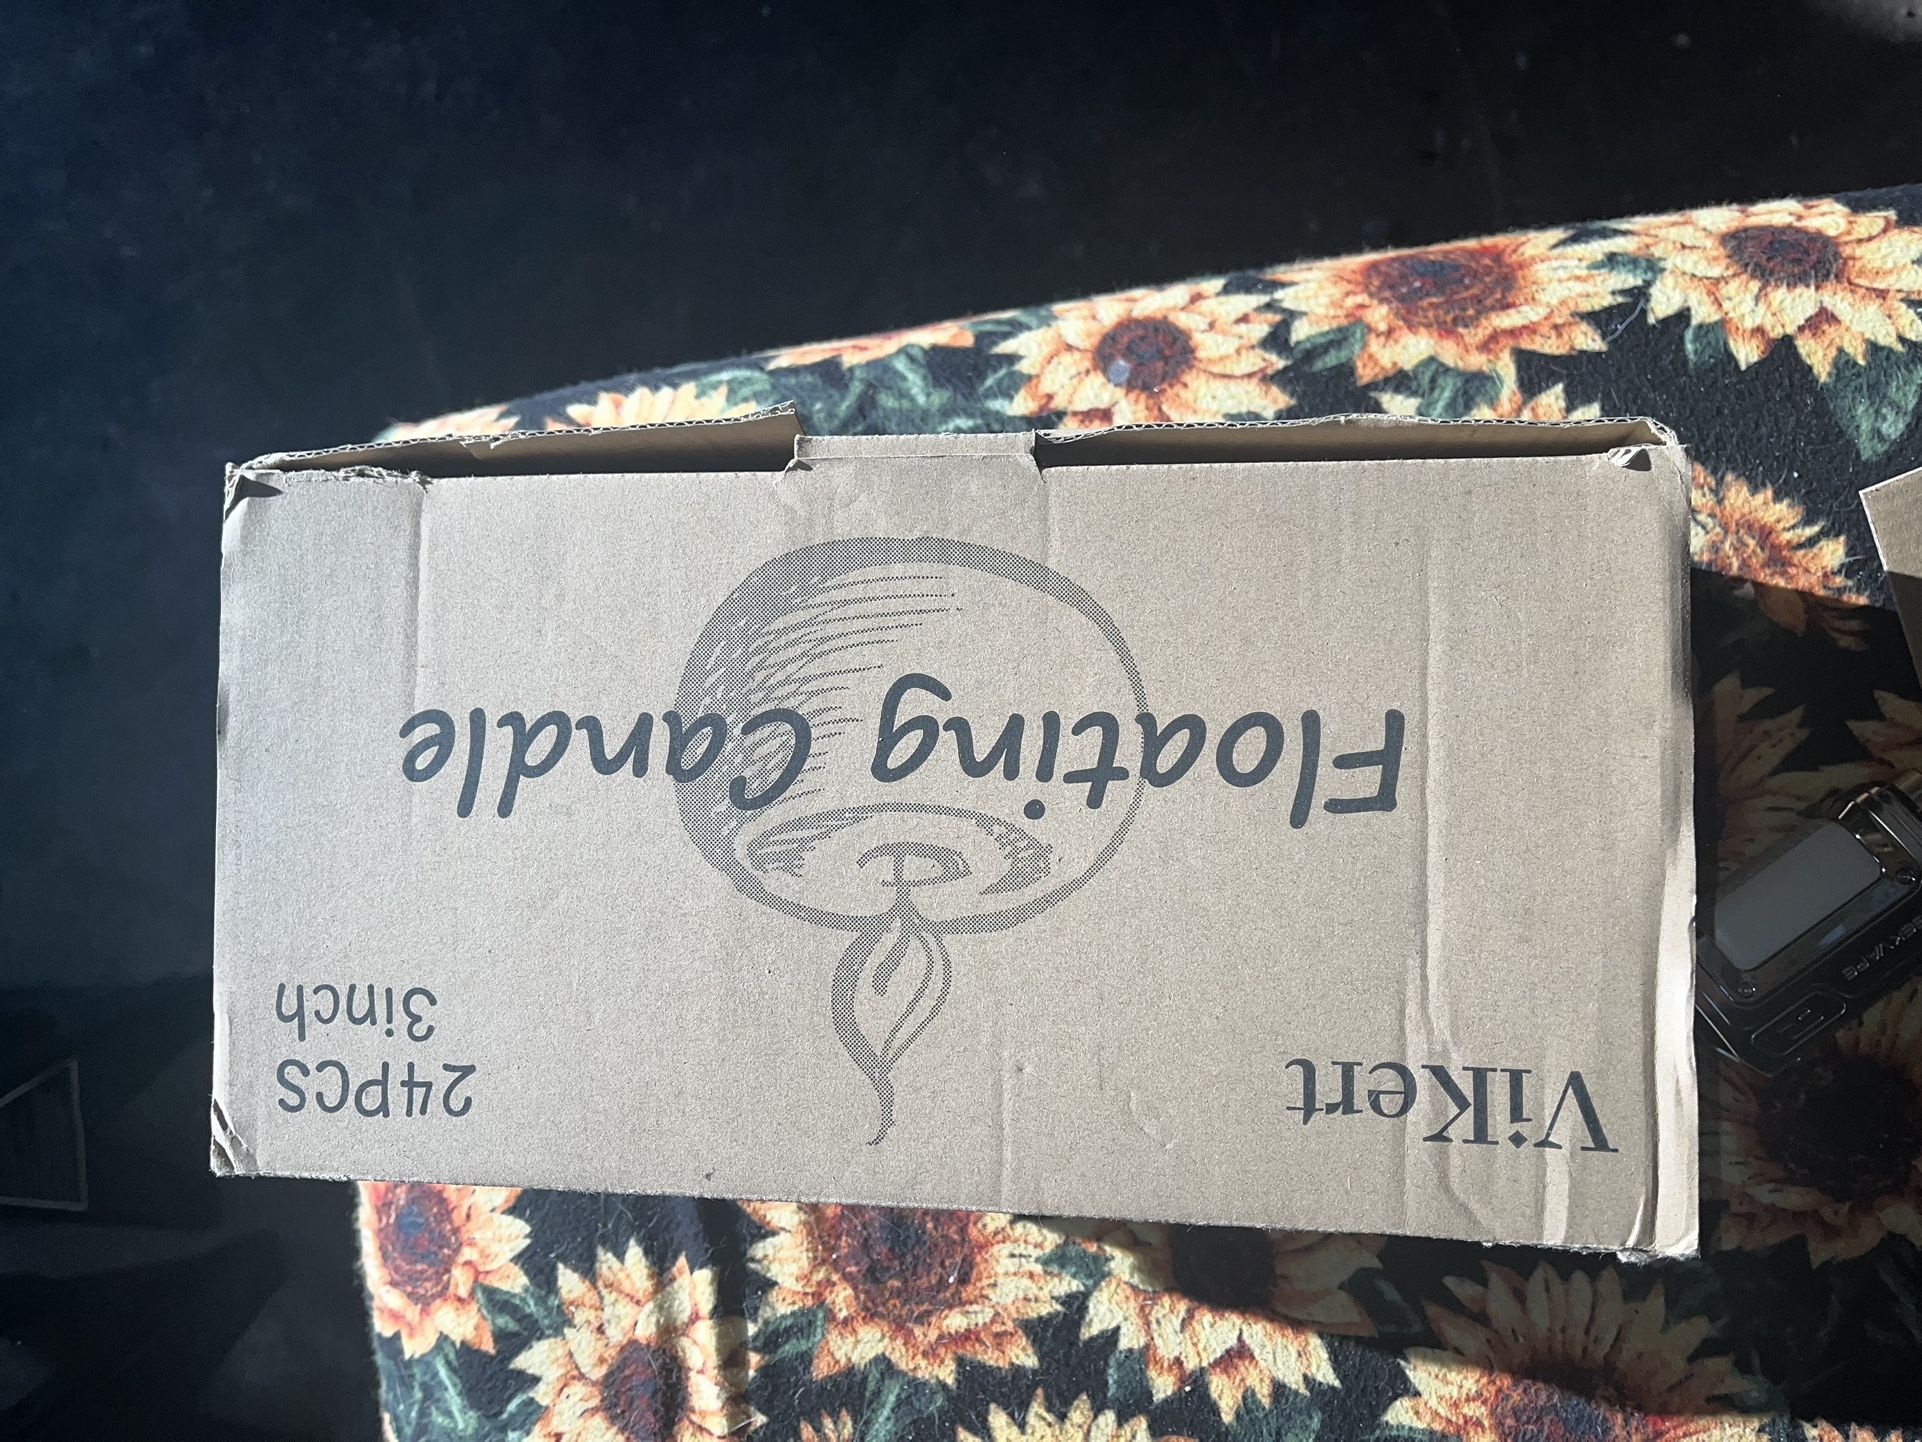 ViKert
24PCS
3inch
Floating Candle